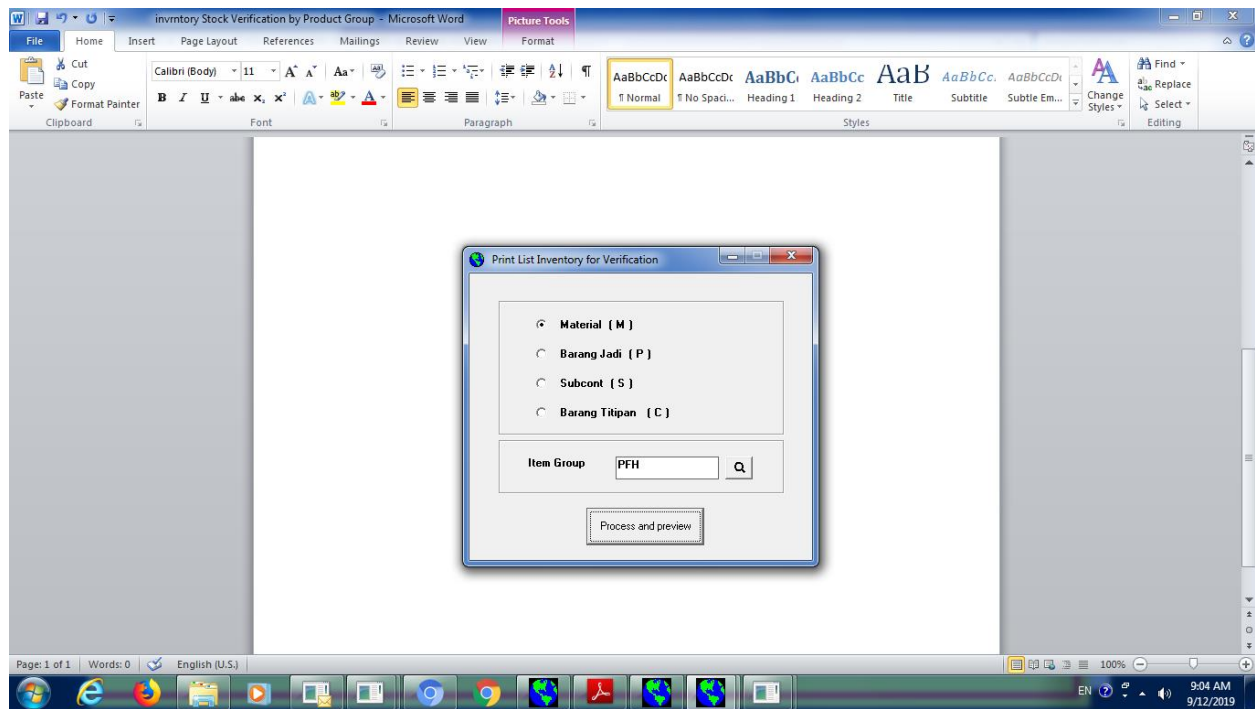 invrntory Stock Verification by Product Group - Microsoft Word
Picture Tools
File Home Insert Page Layout References Mailings Review View Format
Paste
Cut
Copy
Format Painter
Clipboard
Calibri (Body) 11
Font
Paragraph
AaBbCcDc AaBbCcDc AaBbC AaBbCc AaB AaBbCc. AaBbCcDc
¶ Normal ¶ No Spaci... Heading 1 Heading 2 Title Subtitle Subtle Em...
Change Styles
Styles
Find
Replace
Select
Editing
Print List Inventory for Verification
Material ( M )
Barang Jadi ( P )
Subcont ( S )
Barang Titipan ( C )
Item Group PFH
Process and preview
Page: 1 of 1 Words: 0 English (U.S.) 100%
EN 9:04 AM
9/12/2019